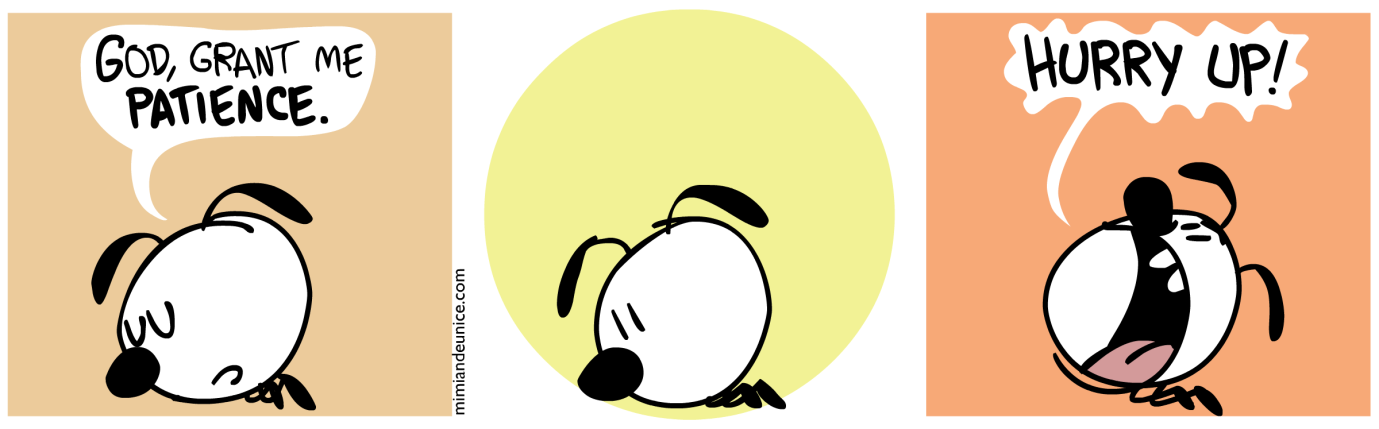 GOD, GRANT ME
PATIENCE.
mimiandeunice.com
HURRY UP!